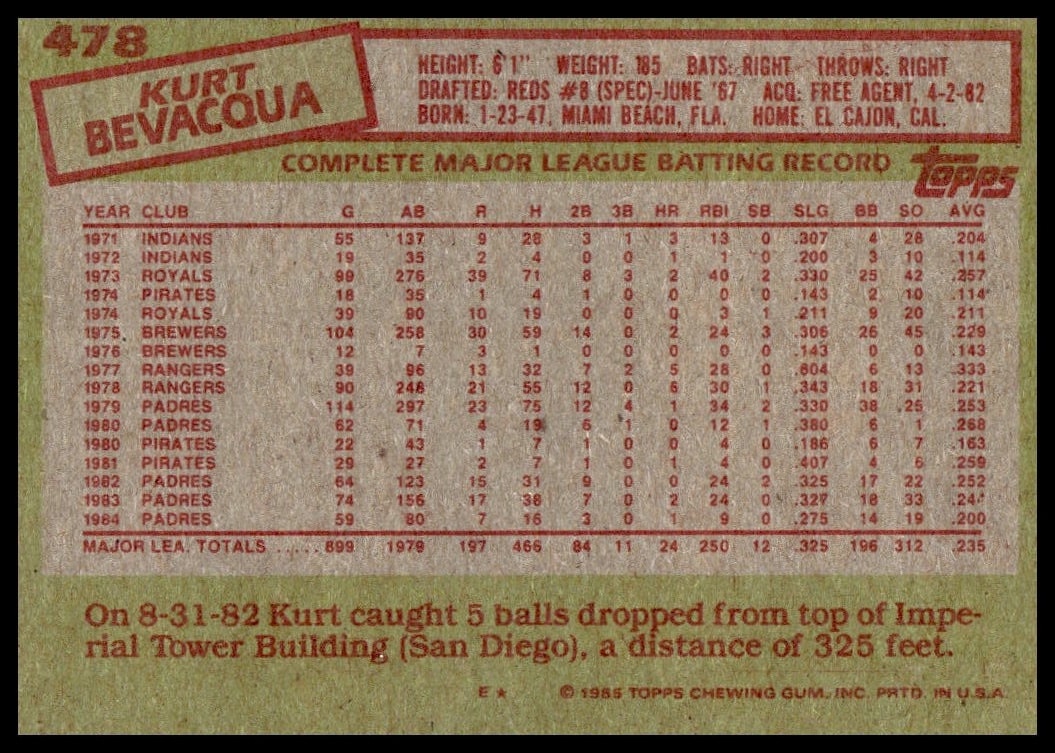 478
KURT
BEVACQUA
HEIGHT: 6'1" WEIGHT: 185 BATS: RIGHT THROWS: RIGHT
DRAFTED: REDS #8 (SPEC)-JUNE '67 ACQ: FREE AGENT, 4-2-82
BORN: 1-23-47, MIAMI BEACH, FLA. HOME: EL CAJON, CAL.
COMPLETE MAJOR LEAGUE BATTING RECORD
topps
YEAR CLUB G AB R H 2B 3B HR RBI SB SLG BB SO AVG
1971 INDIANS 55 137 9 28 3 1 3 13 0 .307 4 28 .204
1972 INDIANS 19 35 2 4 0 0 1 1 0 .200 3 10 .114
1973 ROYALS 99 276 39 71 8 3 2 40 2 .330 25 42 .257
1974 PIRATES 18 35 1 4 1 0 0 0 0 .143 2 10 .114
1974 ROYALS 39 90 10 19 0 0 0 3 1 .211 9 20 .211
1975 BREWERS 104 258 30 59 14 0 2 24 3 .306 26 45 .229
1976 BREWERS 12 7 3 1 0 0 0 0 0 .143 0 0 .143
1977 RANGERS 39 96 13 32 7 2 5 28 0 .604 6 13 .333
1978 RANGERS 90 248 21 55 12 0 6 30 1 .343 18 31 .221
1979 PADRES 114 297 23 75 12 4 1 34 2 .330 38 25 .253
1980 PADRES 62 71 4 19 6 1 0 12 1 .380 6 1 .268
1980 PIRATES 22 43 1 7 1 0 0 4 0 .186 6 7 .163
1981 PIRATES 29 27 2 7 1 0 1 4 0 .407 4 6 .259
1982 PADRES 64 123 15 31 9 0 0 24 2 .325 17 22 .252
1983 PADRES 74 156 17 38 7 0 2 24 0 .327 18 33
1984 PADRES 59 80 7 16 3 0 1 9 0 .275 14 19 .200
MAJOR LEA. TOTALS ..... 899 1979 197 466 84 11 24 250 12 .325 196 312 .235
On 8-31-82 Kurt caught 5 balls dropped from top of Impe-
rial Tower Building (San Diego), a distance of 325 feet.
E ★ © 1985 TOPPS CHEWING GUM, INC. PRTD. IN U.S.A.